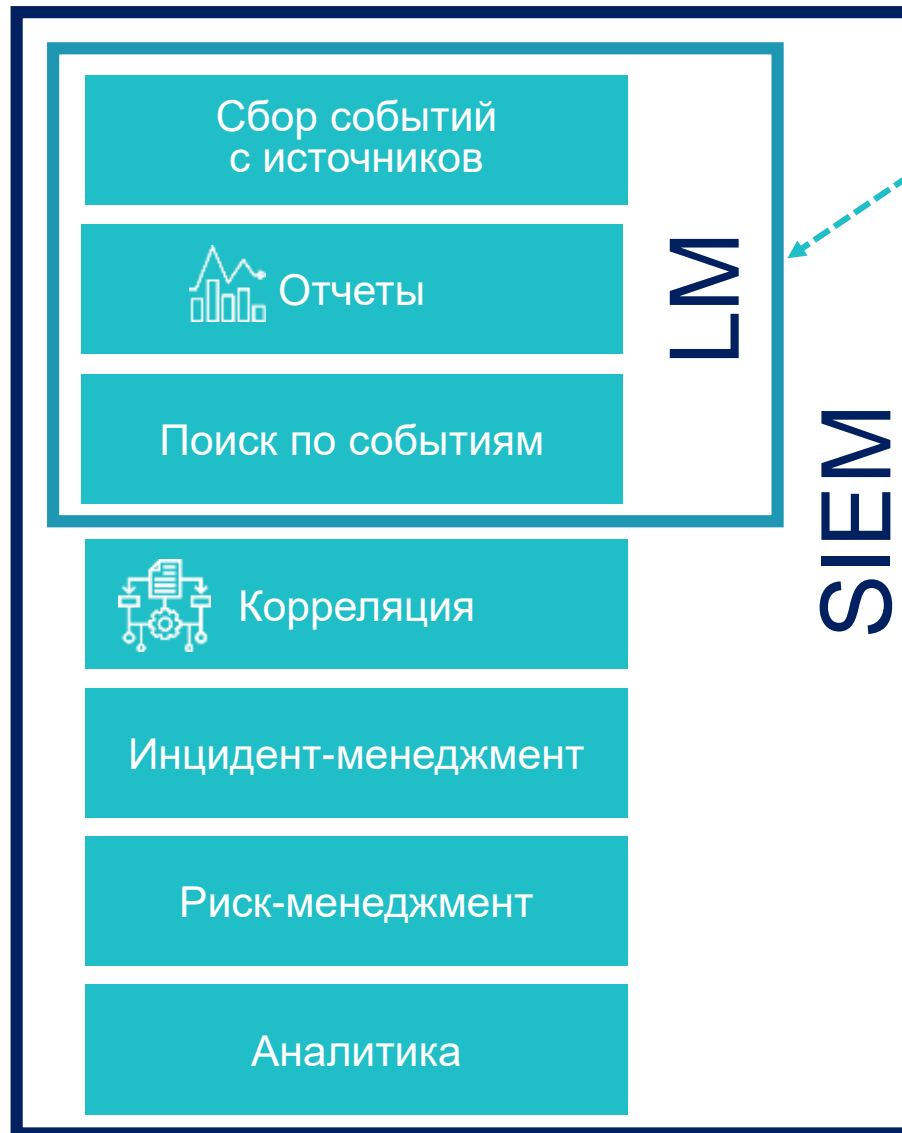 Сбор событий
с источников
Отчеты
Поиск по событиям
LM
Корреляция
SIEM
Инцидент-менеджмент
Риск-менеджмент
Аналитика